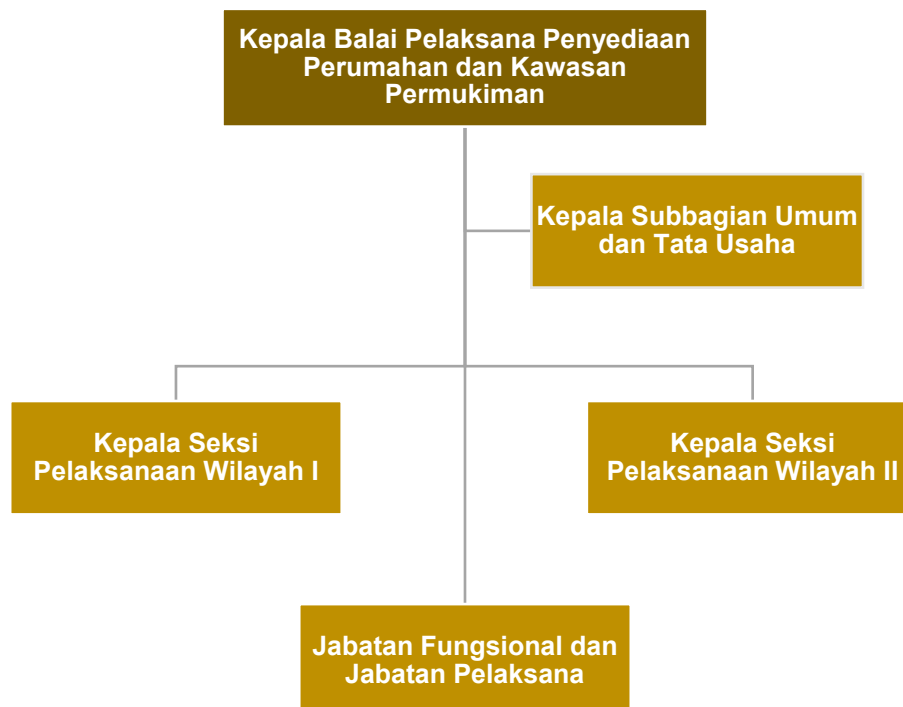 Kepala Balai Pelaksana Penyediaan
Perumahan dan Kawasan
Permukiman
Kepala Subbagian Umum
dan Tata Usaha
Kepala Seksi
Pelaksanaan Wilayah I
Kepala Seksi
Pelaksanaan Wilayah II
Jabatan Fungsional dan
Jabatan Pelaksana